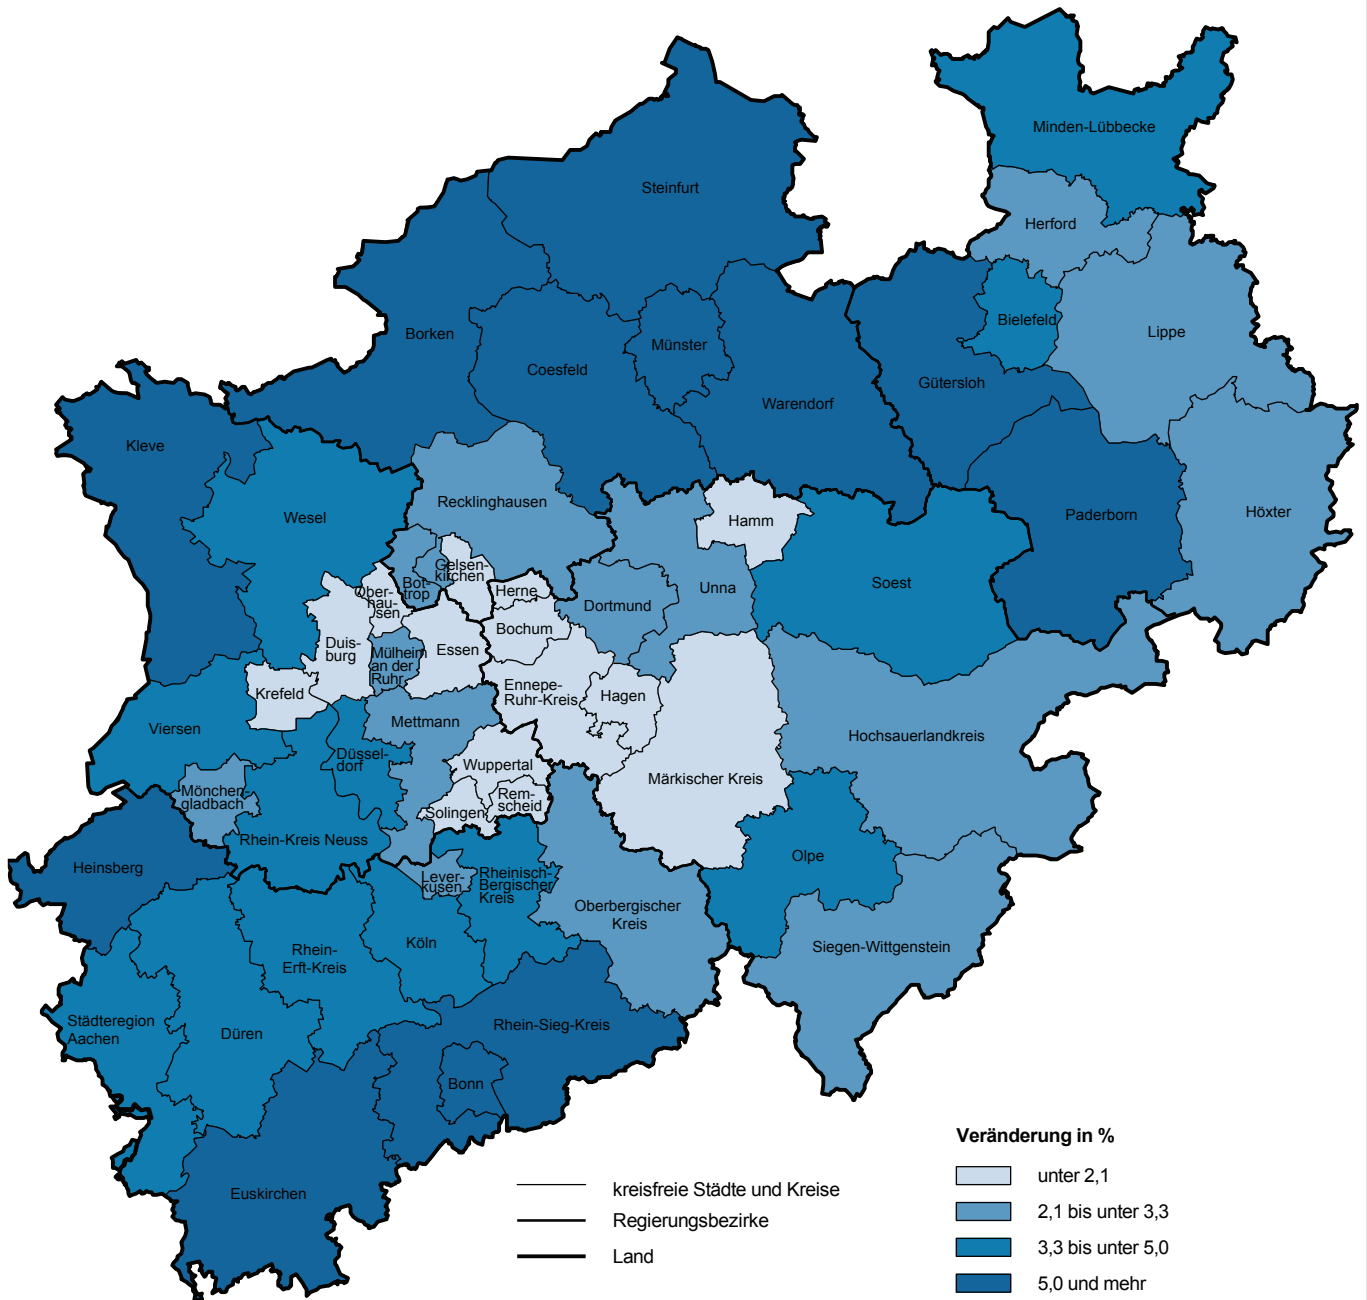 Minden-Lübbecke
Steinfurt
Herford
Bielefeld
Lippe
Borken
Münster
Coesfeld
Gütersloh
Warendorf
Kleve
Recklinghausen
Wesel
Hamm
Paderborn
Höxter
Gelsen-
kirchen
Soest
Bot-
trop
Ober-
hau-
sen
Herne
Unna
Dortmund
Bochum
Duis-
burg
Mülheim
an der
Ruhr
Essen
Ennepe-
Ruhr-Kreis
Hagen
Krefeld
Mettmann
Viersen
Hochsauerlandkreis
Düssel-
dorf
Wuppertal
Märkischer Kreis
Mönchen-
gladbach
Rem-
scheid
Solingen
Rhein-Kreis Neuss
Olpe
Heinsberg
Lever-
kusen
Rheinisch-
Bergischer
Kreis
Oberbergischer
Kreis
Köln
Siegen-Wittgenstein
Rhein-
Erft-Kreis
Städteregion
Aachen
Düren
Rhein-Sieg-Kreis
Bonn
Euskirchen
kreisfreie Städte und Kreise
Regierungsbezirke
Land
Veränderung in %
unter 2,1
2,1 bis unter 3,3
3,3 bis unter 5,0
5,0 und mehr